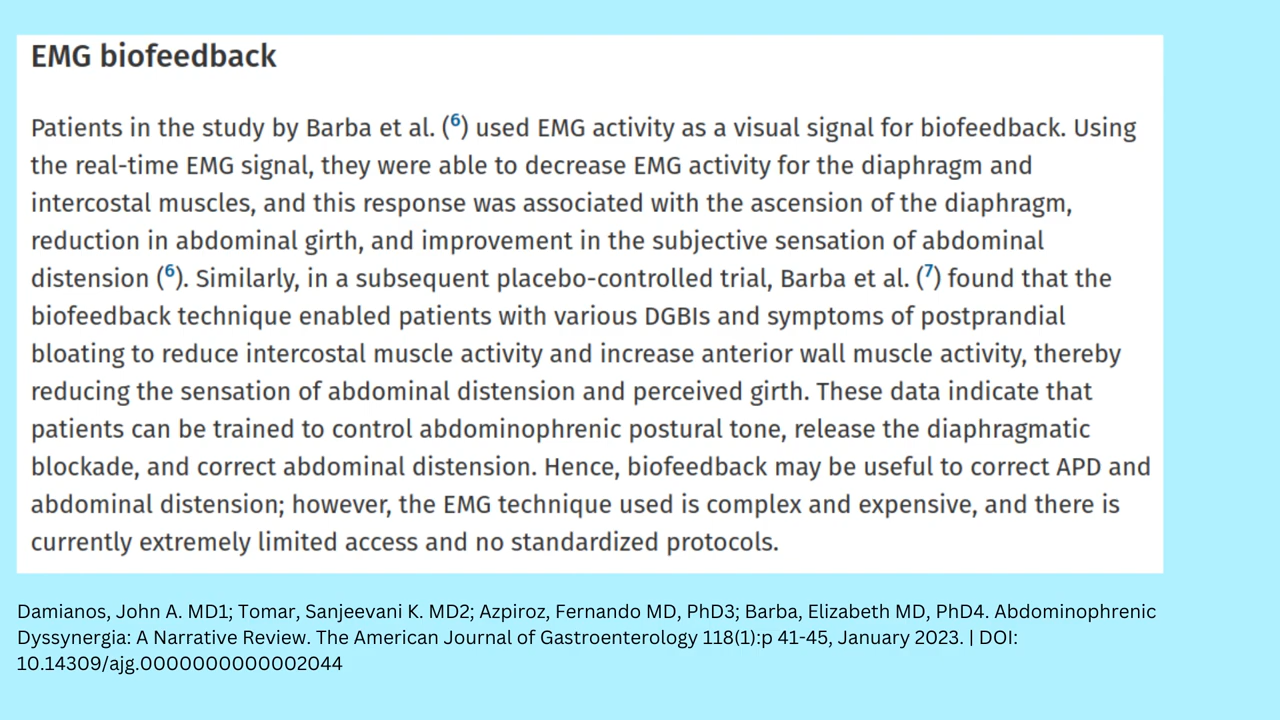 EMG biofeedback
Patients in the study by Barba et al. (6) used EMG activity as a visual signal for biofeedback. Using
the real-time EMG signal, they were able to decrease EMG activity for the diaphragm and
intercostal muscles, and this response was associated with the ascension of the diaphragm,
reduction in abdominal girth, and improvement in the subjective sensation of abdominal
distension (6). Similarly, in a subsequent placebo-controlled trial, Barba et al. (7) found that the
biofeedback technique enabled patients with various DGBIs and symptoms of postprandial
bloating to reduce intercostal muscle activity and increase anterior wall muscle activity, thereby
reducing the sensation of abdominal distension and perceived girth. These data indicate that
patients can be trained to control abdominophrenic postural tone, release the diaphragmatic
blockade, and correct abdominal distension. Hence, biofeedback may be useful to correct APD and
abdominal distension; however, the EMG technique used is complex and expensive, and there is
currently extremely limited access and no standardized protocols.
Damianos, John A. MD1; Tomar, Sanjeevani K. MD2; Azpiroz, Fernando MD, PhD3; Barba, Elizabeth MD, PhD4. Abdominophrenic
Dyssynergia: A Narrative Review. The American Journal of Gastroenterology 118(1):p 41-45, January 2023. | DOI:
10.14309/ajg.0000000000002044